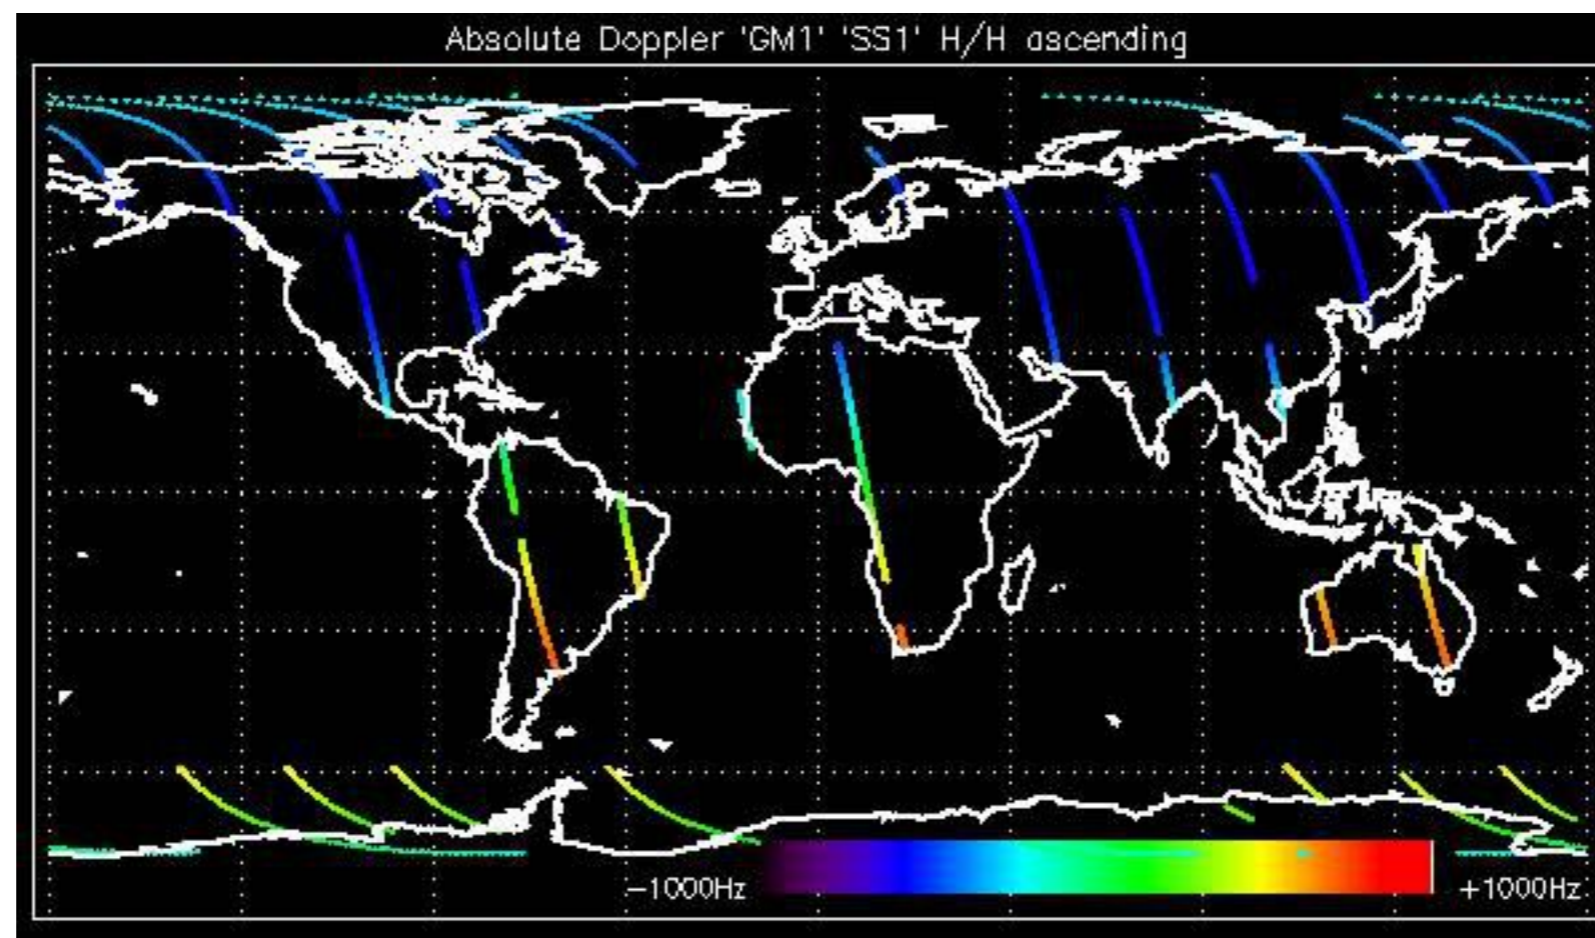 Absolute Doppler 'GM1' 'SS1' H/H ascending
−1000Hz
+1000Hz